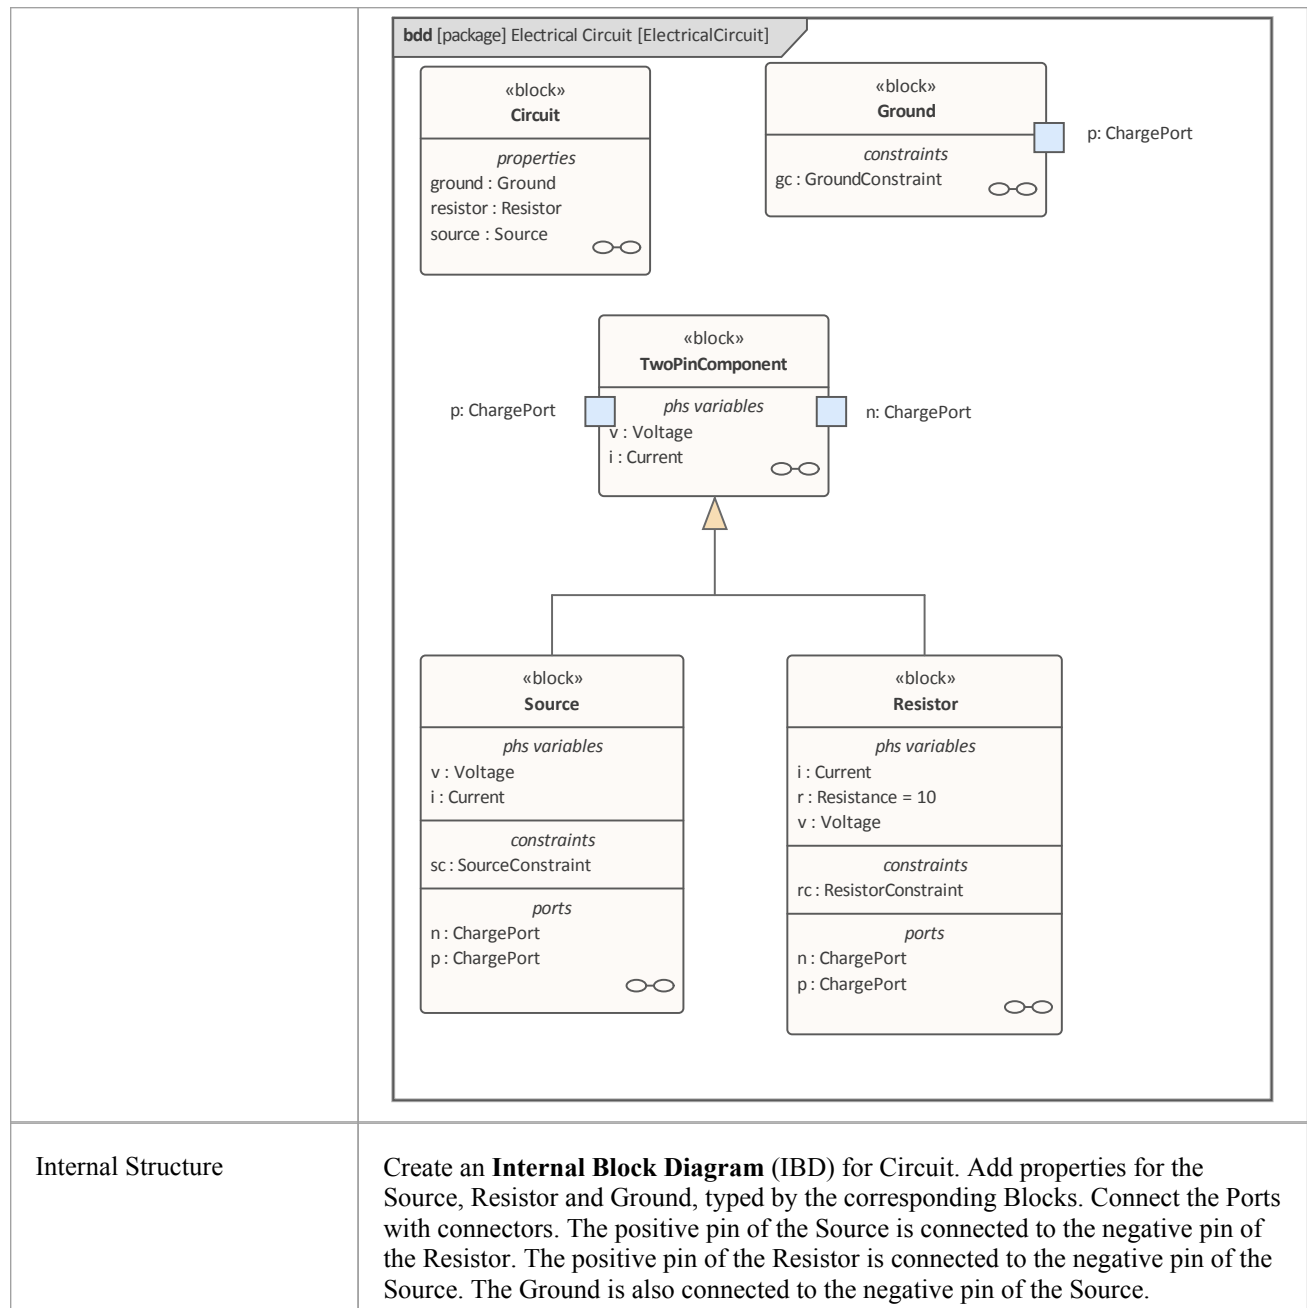 bdd [package] Electrical Circuit [ElectricalCircuit]
«block»
Circuit
properties
ground : Ground
resistor : Resistor
source : Source
«block»
Ground
constraints
gc : GroundConstraint
p: ChargePort
«block»
TwoPinComponent
phs variables
v : Voltage
i : Current
p: ChargePort
n: ChargePort
«block»
Source
phs variables
v : Voltage
i : Current
constraints
sc : SourceConstraint
ports
n : ChargePort
p : ChargePort
«block»
Resistor
phs variables
i : Current
r : Resistance = 10
v : Voltage
constraints
rc : ResistorConstraint
ports
n : ChargePort
p : ChargePort
Internal Structure
Create an Internal Block Diagram (IBD) for Circuit. Add properties for the
Source, Resistor and Ground, typed by the corresponding Blocks. Connect the Ports
with connectors. The positive pin of the Source is connected to the negative pin of
the Resistor. The positive pin of the Resistor is connected to the negative pin of the
Source. The Ground is also connected to the negative pin of the Source.